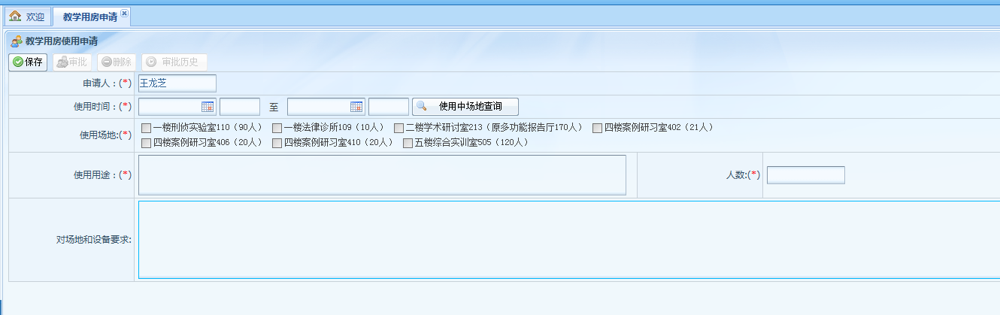 欢迎 教学用房申请
教学用房使用申请
保存 审批 删除 审批历史
申请人：(*) 王龙芝
使用时间：(*) 至 使用中场地查询
使用场地:(*) 一楼刑侦实验室110（90人） 一楼法律诊所109（10人） 二楼学术研讨室213（原多功能报告厅170人） 四楼案例研习室402（21人）
四楼案例研习室406（20人） 四楼案例研习室410（20人） 五楼综合实训室505（120人）
使用用途：(*) 人数:(*)
对场地和设备要求: